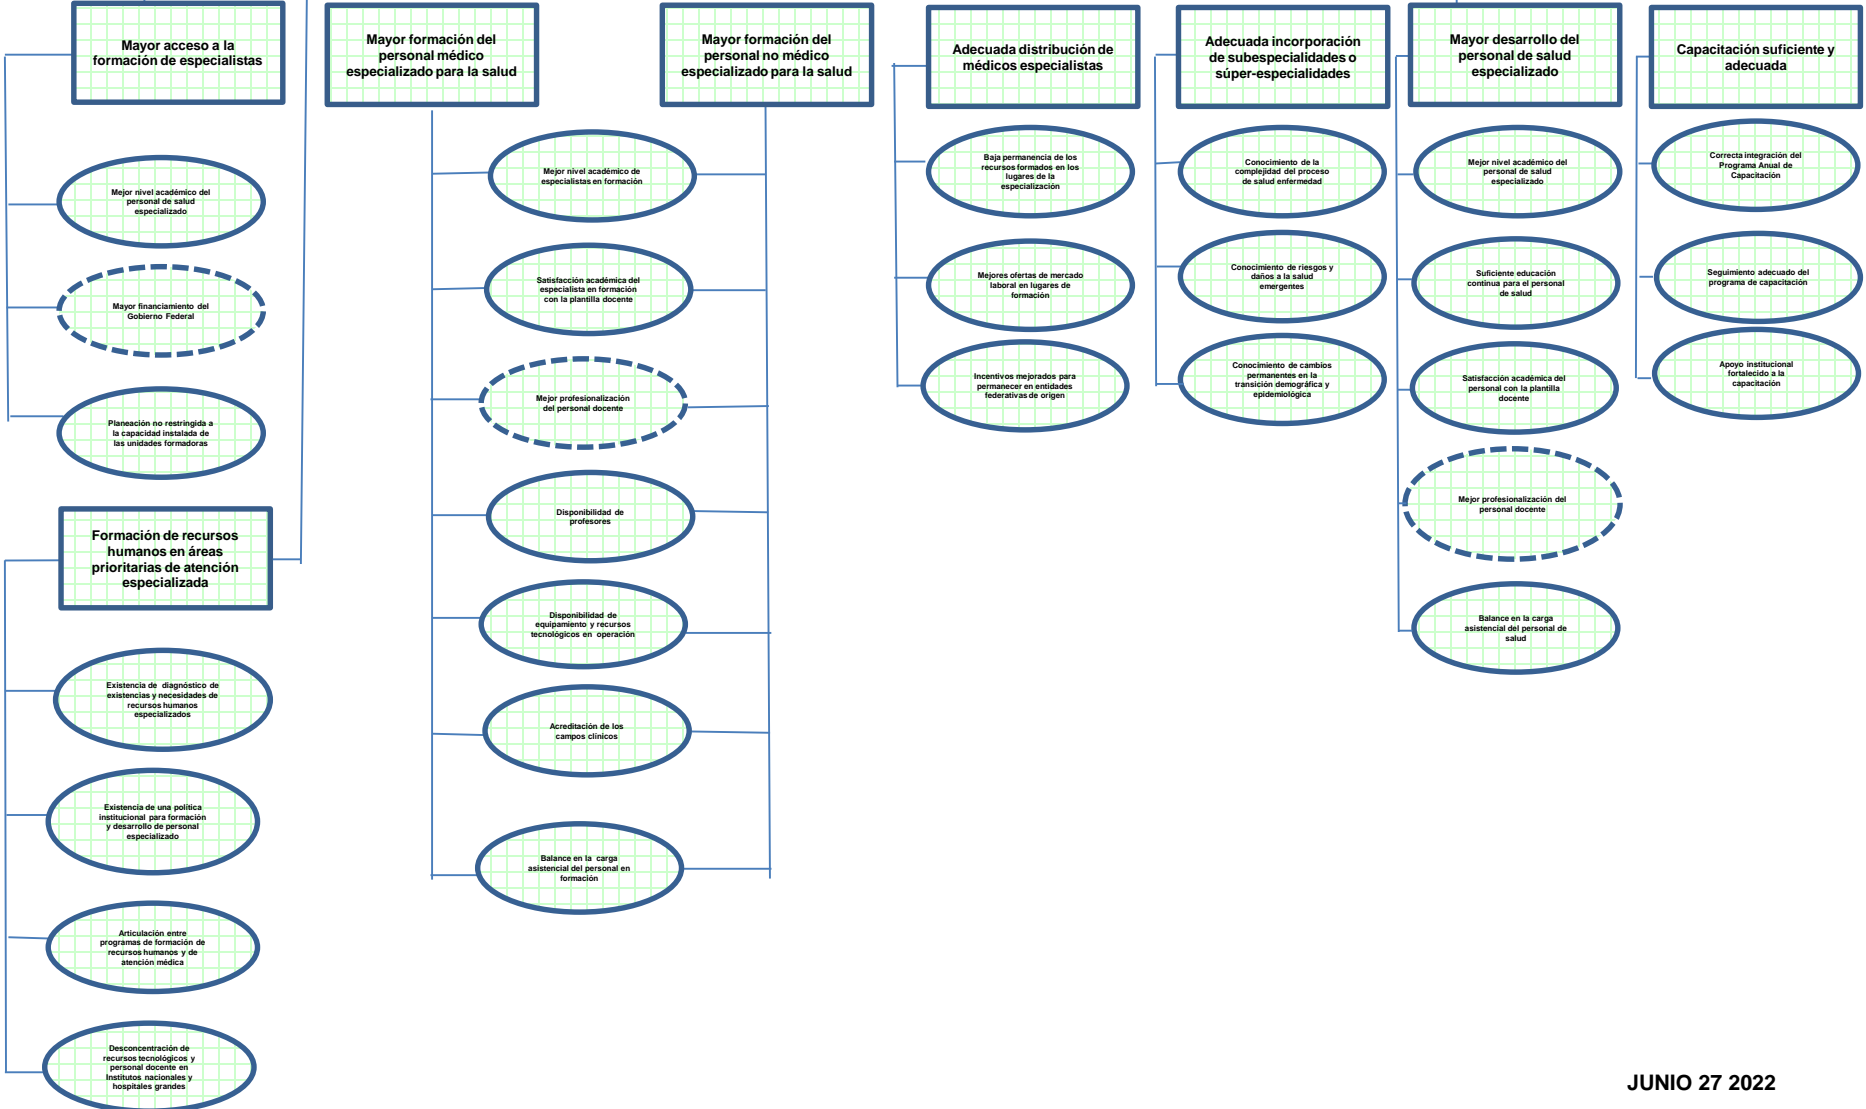 Mayor acceso a la
formación de especialistas
Mejor nivel académico del
personal de salud
especializado
Mayor financiamiento del
Gobierno Federal
Planeación no restringida a
la capacidad instalada de
las unidades formadoras
Formación de recursos
humanos en áreas
prioritarias de atención
especializada
Existencia de diagnóstico de
existencias y necesidades de
recursos humanos
especializados
Existencia de una política
institucional para formación
y desarrollo de personal
especializado
Articulación entre
programas de formación de
recursos humanos y de
atención médica
Desconcentración de
recursos tecnológicos y
personal docente en
Institutos nacionales y
hospitales grandes
Mayor formación del
personal médico
especializado para la salud
Mayor formación del
personal no médico
especializado para la salud
Mejor nivel académico de
especialistas en formación
Satisfacción académica del
especialista en formación
con la plantilla docente
Mejor profesionalización
del personal docente
Disponibilidad de
profesores
Disponibilidad de
equipamiento y recursos
tecnológicos en operación
Acreditación de los
campos clínicos
Balance en la carga
asistencial del personal en
formación
Adecuada distribución de
médicos especialistas
Baja permanencia de los
recursos formados en los
lugares de la
especialización
Mejores ofertas de mercado
laboral en lugares de
formación
Incentivos mejorados para
permanecer en entidades
federativas de origen
Adecuada incorporación
de subespecialidades o
súper-especialidades
Conocimiento de la
complejidad del proceso
de salud enfermedad
Conocimiento de riesgos y
daños a la salud
emergentes
Conocimiento de cambios
permanentes en la
transición demográfica y
epidemiológica
Mayor desarrollo del
personal de salud
especializado
Mejor nivel académico del
personal de salud
especializado
Suficiente educación
continua para el personal
de salud
Satisfacción académica del
personal con la plantilla
docente
Mejor profesionalización del
personal docente
Balance en la carga
asistencial del personal de
salud
Capacitación suficiente y
adecuada
Correcta integración del
Programa Anual de
Capacitación
Seguimiento adecuado del
programa de capacitación
Apoyo institucional
fortalecido a la
capacitación
JUNIO 27 2022